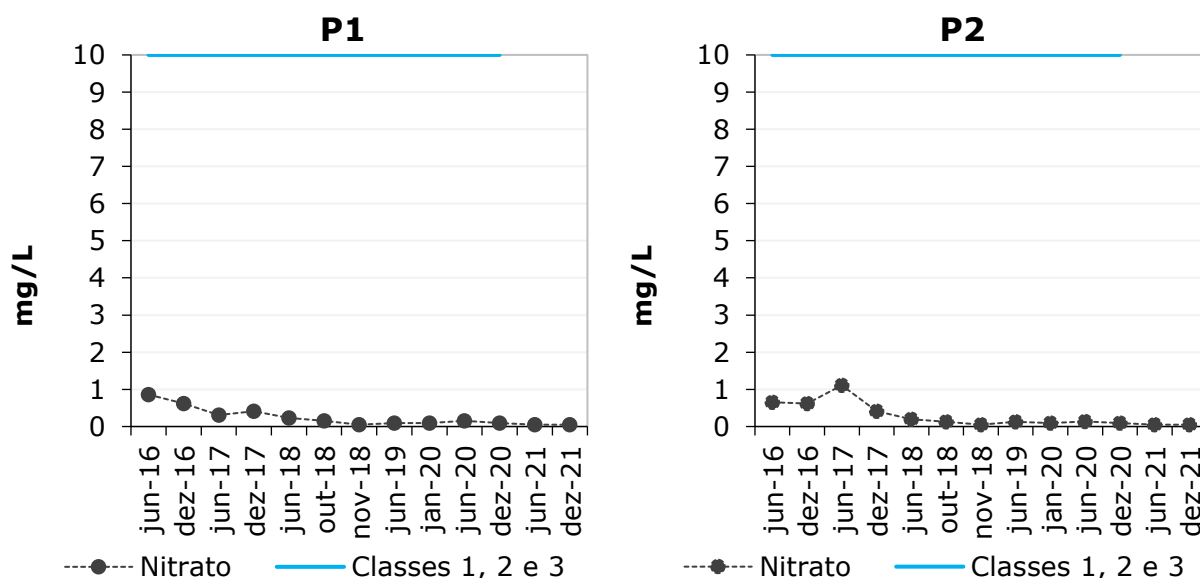 P1
10
9
8
7
6
5
4
3
2
1
0
mg/L
jun-16
dez-16
jun-17
dez-17
jun-18
out-18
nov-18
jun-19
jan-20
jun-20
dez-20
jun-21
dez-21
Nitrato
Classes 1, 2 e 3
P2
10
9
8
7
6
5
4
3
2
1
0
mg/L
jun-16
dez-16
jun-17
dez-17
jun-18
out-18
nov-18
jun-19
jan-20
jun-20
dez-20
jun-21
dez-21
Nitrato
Classes 1, 2 e 3